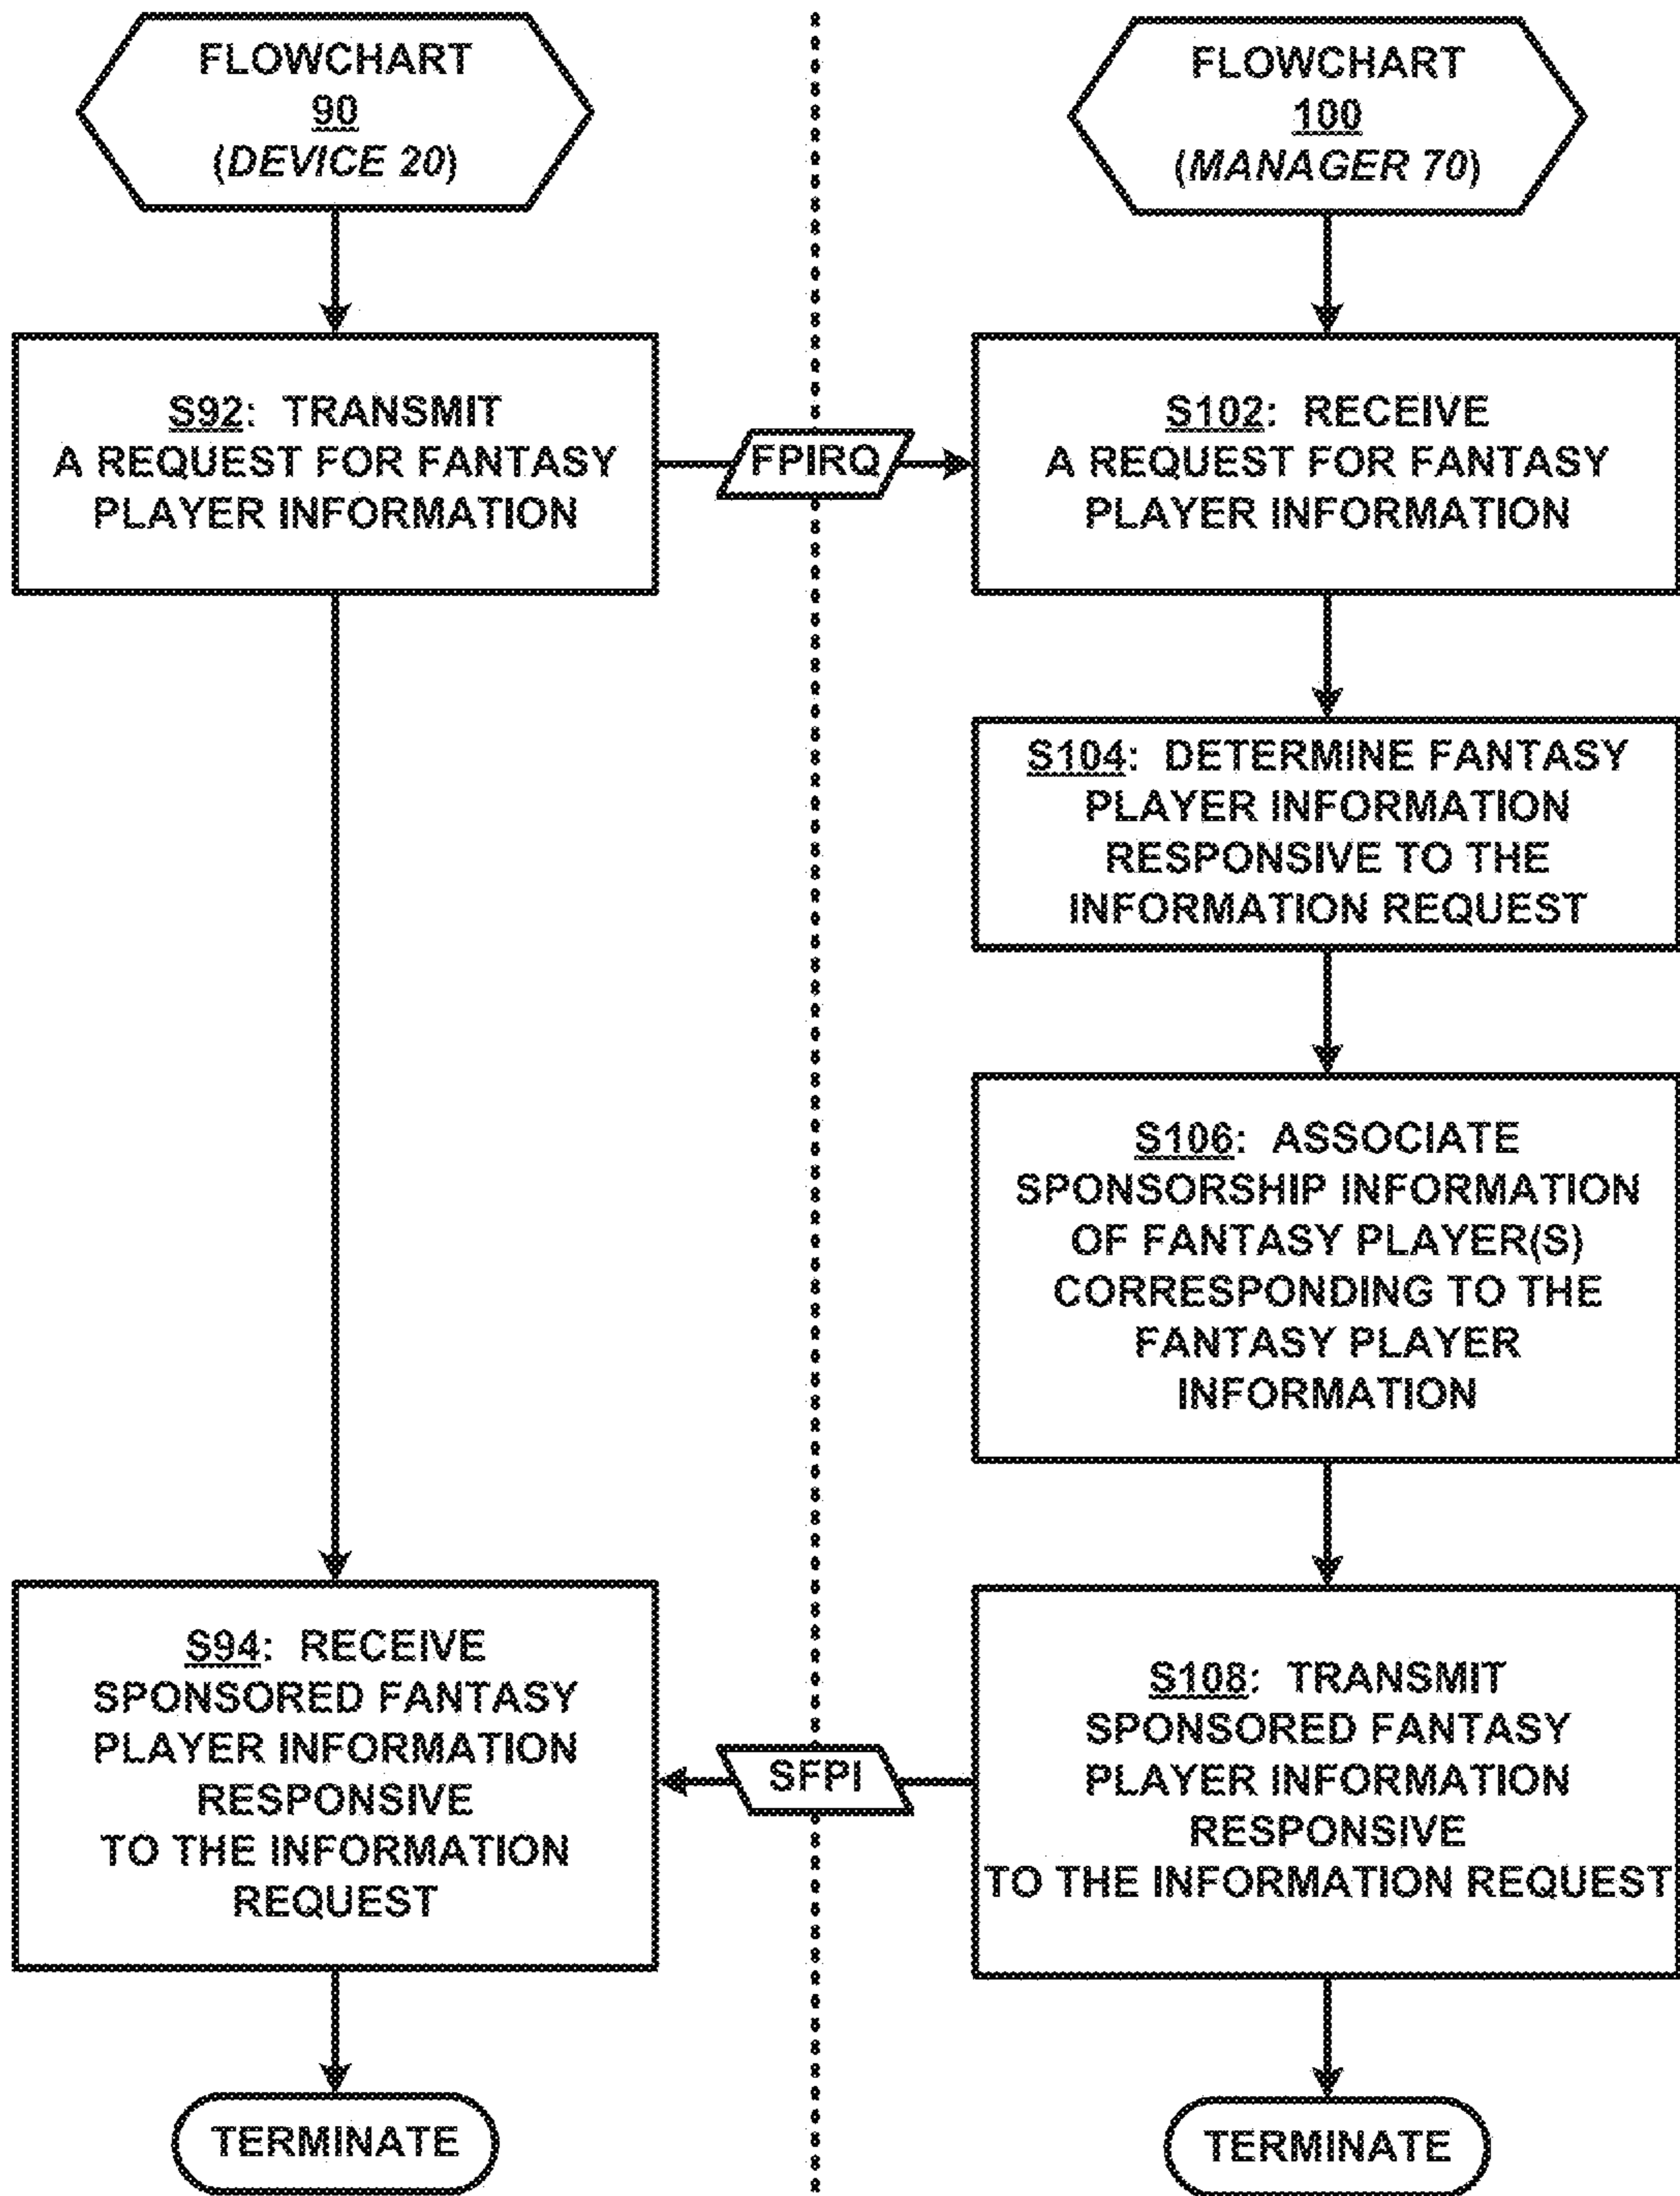 FLOWCHART
90
(DEVICE 20)
S92: TRANSMIT
A REQUEST FOR FANTASY
PLAYER INFORMATION
FPIRQ
S94: RECEIVE
SPONSORED FANTASY
PLAYER INFORMATION
RESPONSIVE
TO THE INFORMATION
REQUEST
SFPI
TERMINATE
FLOWCHART
100
(MANAGER 70)
S102: RECEIVE
A REQUEST FOR FANTASY
PLAYER INFORMATION
S104: DETERMINE FANTASY
PLAYER INFORMATION
RESPONSIVE TO THE
INFORMATION REQUEST
S106: ASSOCIATE
SPONSORSHIP INFORMATION
OF FANTASY PLAYER(S)
CORRESPONDING TO THE
FANTASY PLAYER
INFORMATION
S108: TRANSMIT
SPONSORED FANTASY
PLAYER INFORMATION
RESPONSIVE
TO THE INFORMATION REQUEST
TERMINATE